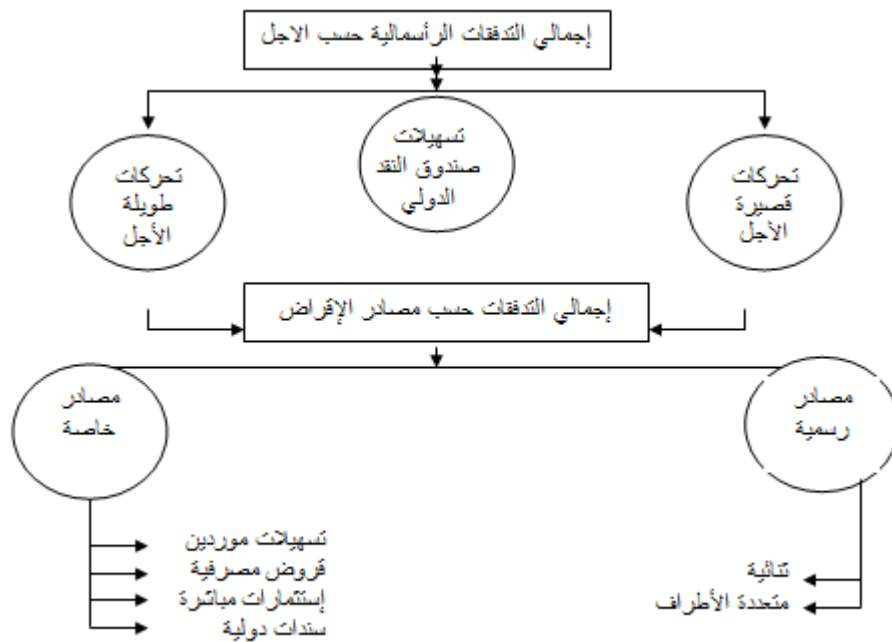 إجمالي التدفقات الرأسمالية حسب الاجل
تحركات
قصيرة
الأجل
تسهيلات
صندوق النقد
الدولي
تحركات
طويلة
الأجل
إجمالي التدفقات حسب مصادر الإقراض
مصادر
رسمية
مصادر
خاصة
ثنائية
متعددة الأطراف
تسهيلات موردين
قروض مصرفية
إستثمارات مباشرة
سندات دولية